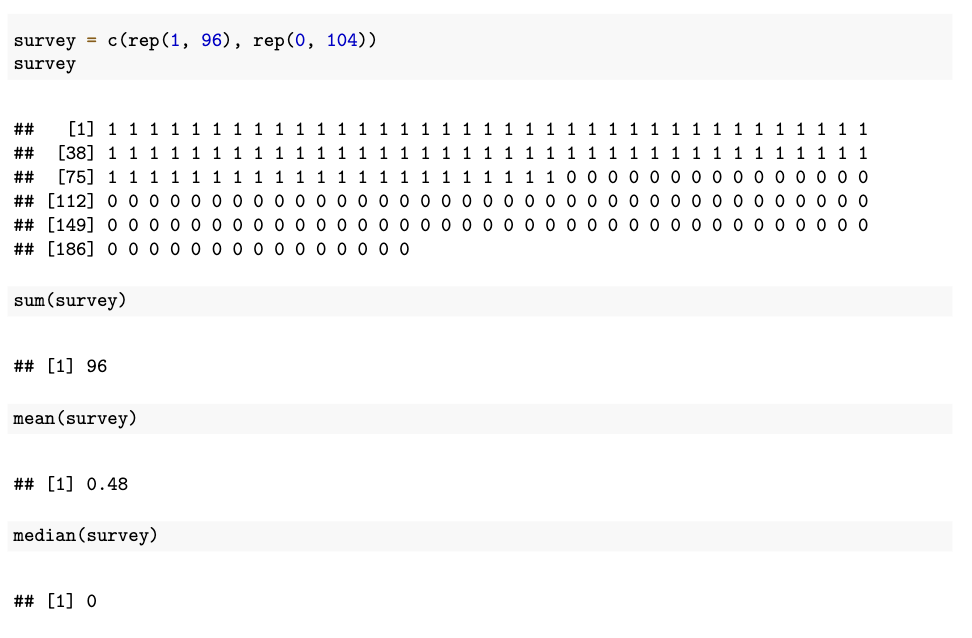 survey = c(rep(1, 96), rep(0, 104))
survey
##   [1] 1 1 1 1 1 1 1 1 1 1 1 1 1 1 1 1 1 1 1 1 1 1 1 1 1 1 1 1 1 1 1 1 1 1 1 1 1
##  [38] 1 1 1 1 1 1 1 1 1 1 1 1 1 1 1 1 1 1 1 1 1 1 1 1 1 1 1 1 1 1 1 1 1 1 1 1 1
##  [75] 1 1 1 1 1 1 1 1 1 1 1 1 1 1 1 1 1 1 1 1 1 1 0 0 0 0 0 0 0 0 0 0 0 0 0 0 0
## [112] 0 0 0 0 0 0 0 0 0 0 0 0 0 0 0 0 0 0 0 0 0 0 0 0 0 0 0 0 0 0 0 0 0 0 0 0 0
## [149] 0 0 0 0 0 0 0 0 0 0 0 0 0 0 0 0 0 0 0 0 0 0 0 0 0 0 0 0 0 0 0 0 0 0 0 0 0
## [186] 0 0 0 0 0 0 0 0 0 0 0 0 0 0 0
sum(survey)
## [1] 96
mean(survey)
## [1] 0.48
median(survey)
## [1] 0